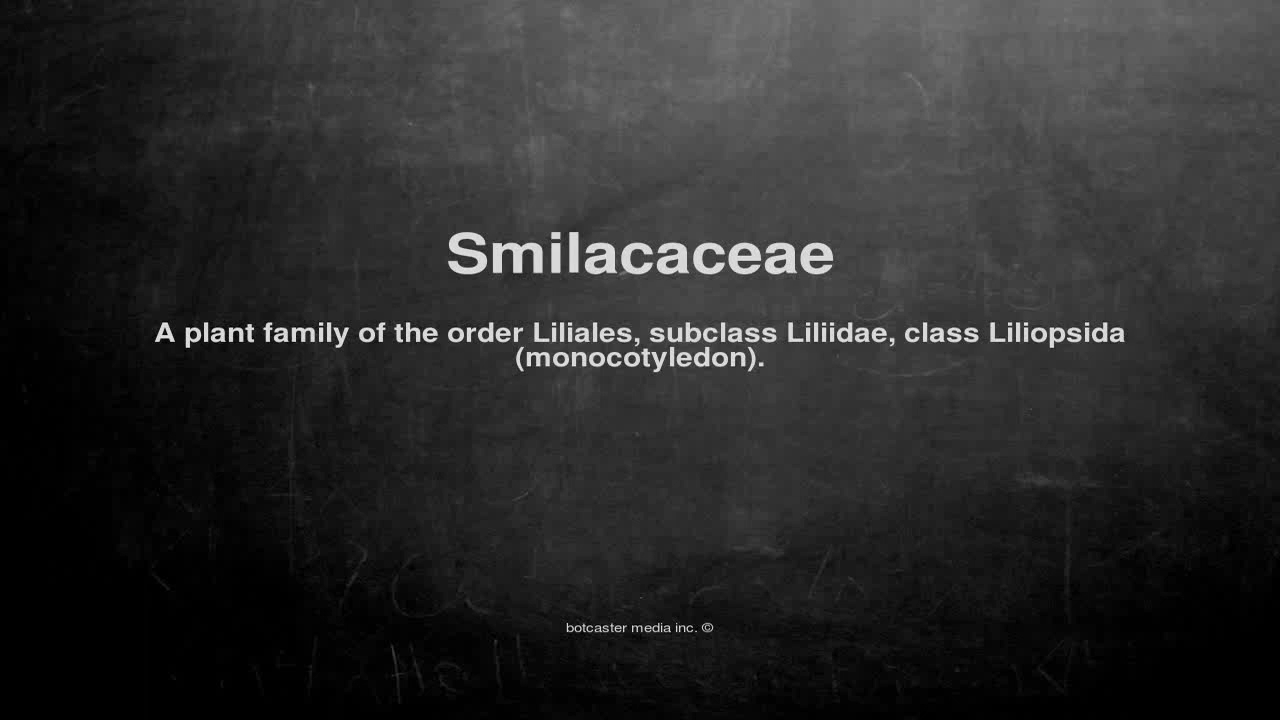 Smilacaceae
A plant family of the order Liliales, subclass Liliidae, class Liliopsida
(monocotyledon).
botcaster media inc. ©